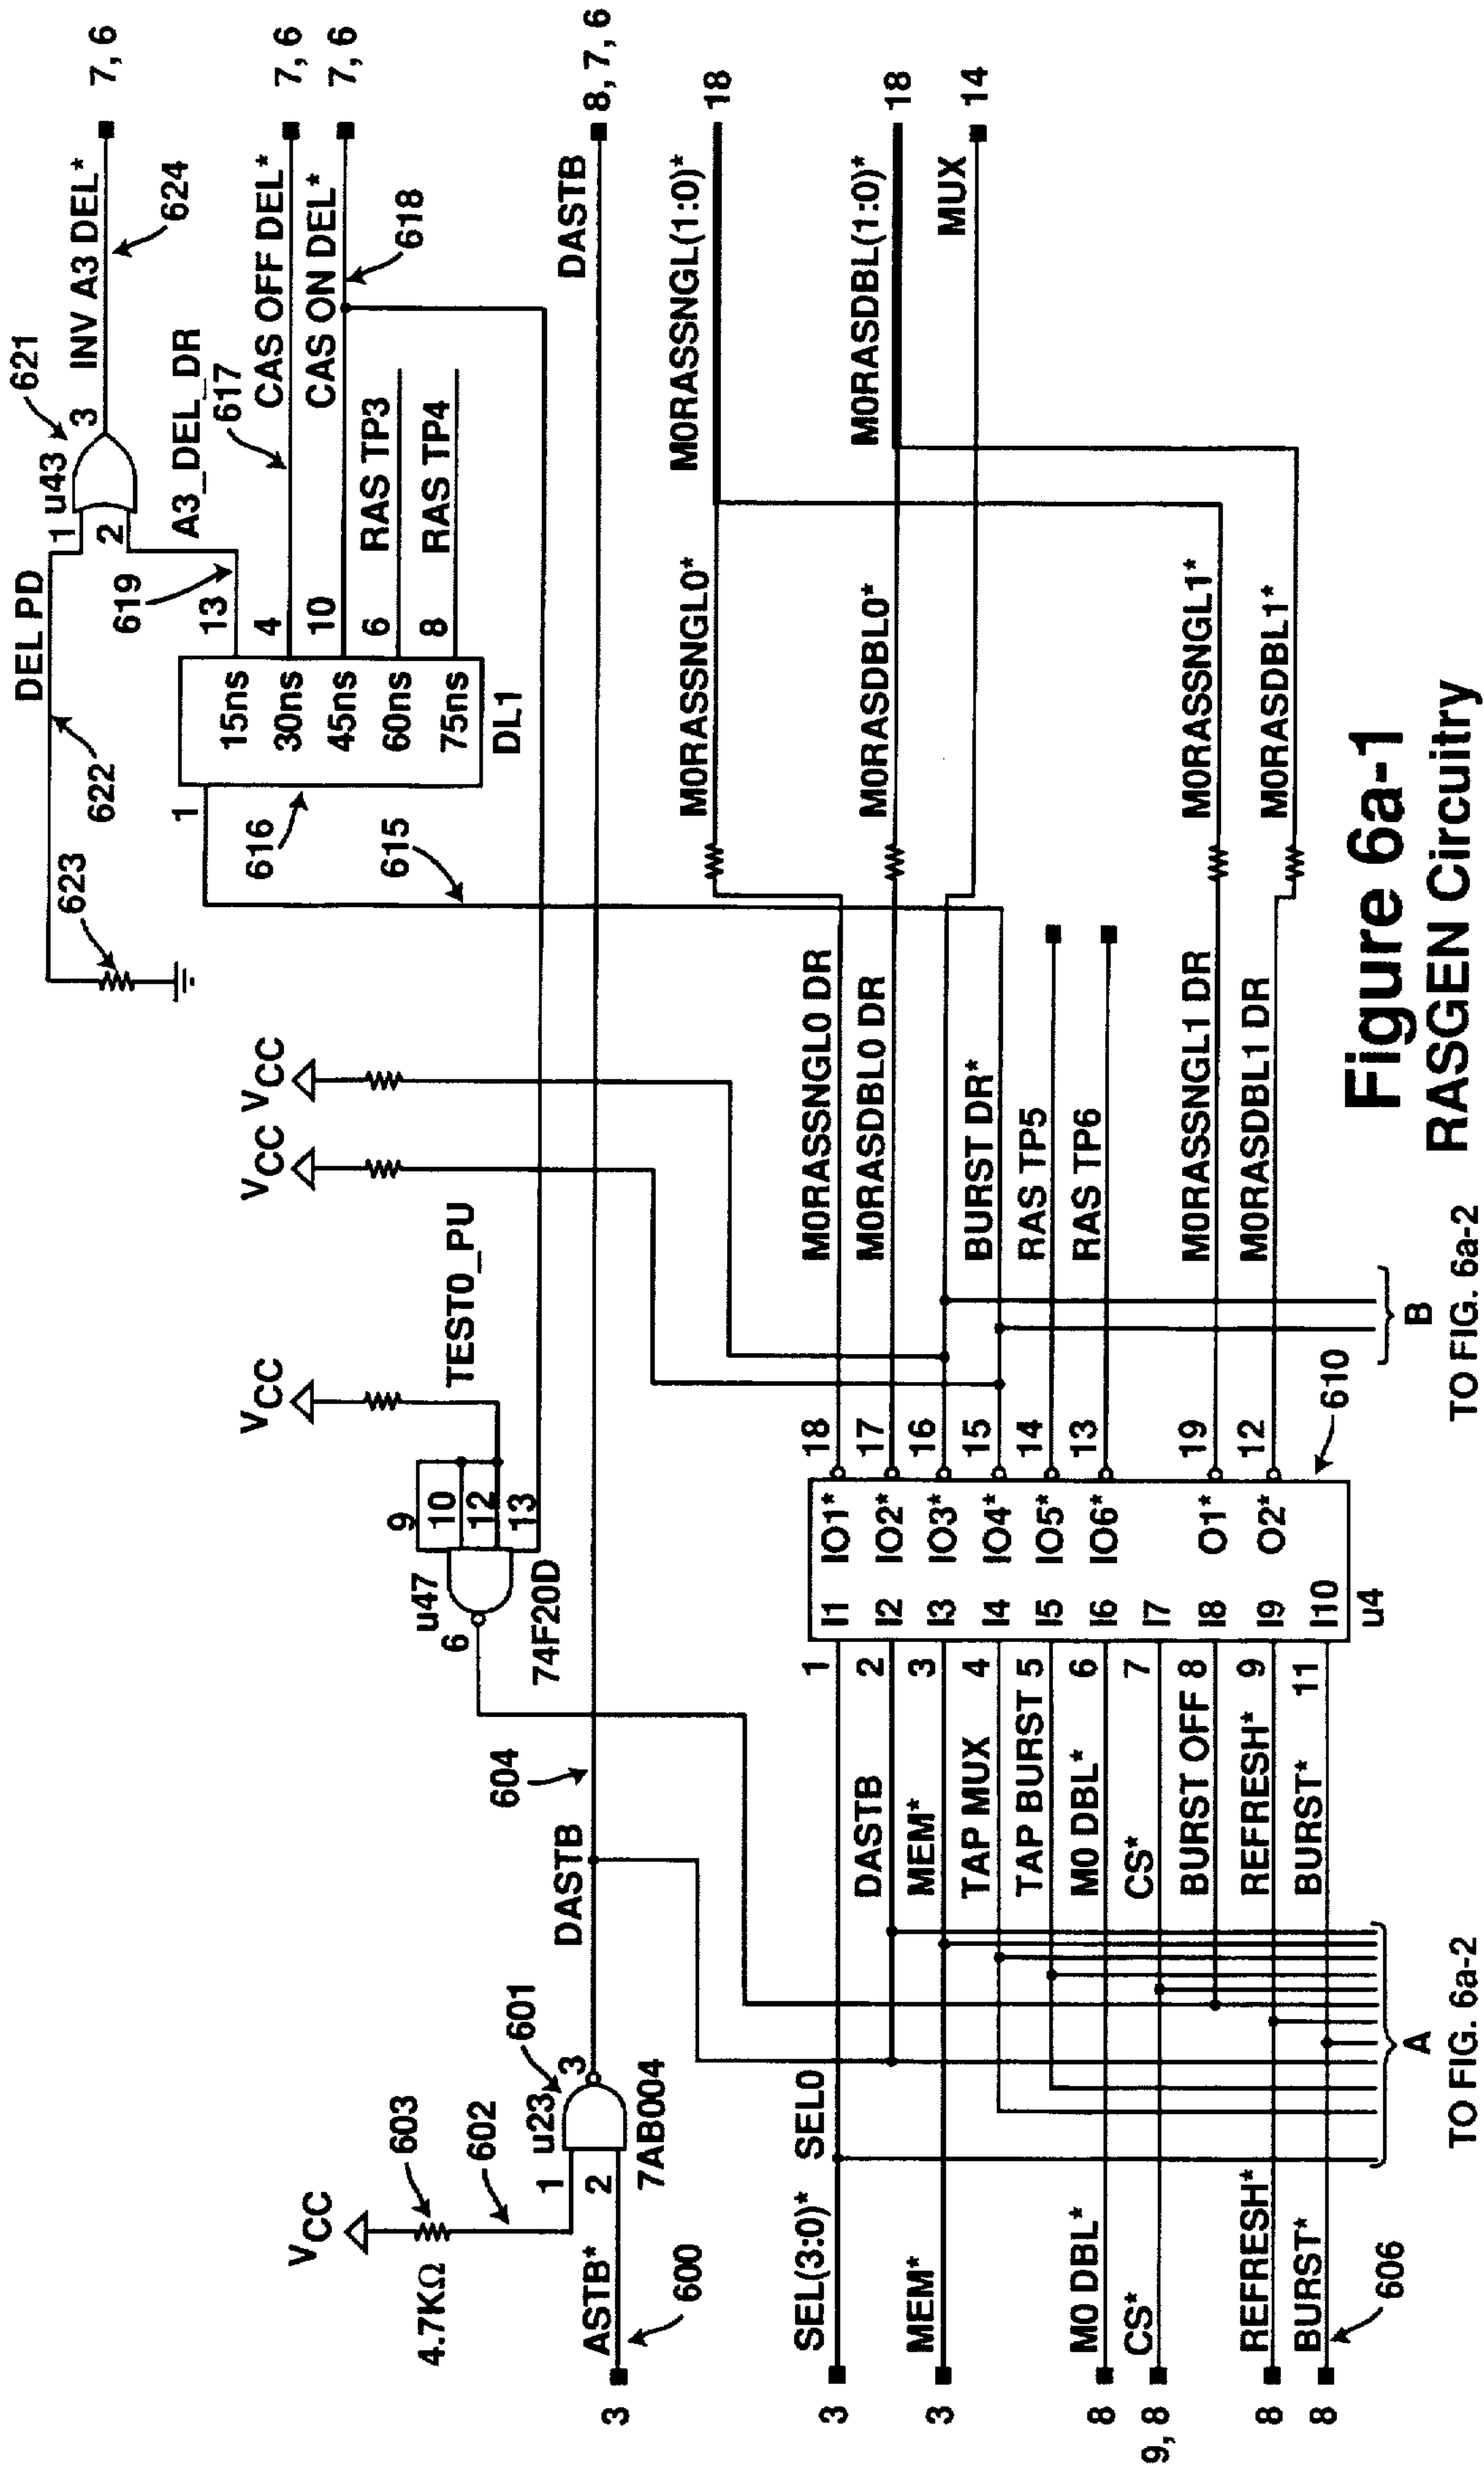 VCC
603
4.7KΩ
602
601
u23
1
2
3
7AB004
ASTB*
600
3
DASTB
604
u47
9
10
12
13
6
74F20D
TEST0_PU
VCC
VCC
VCC
DASTB
8, 7, 6
DEL PD
622
623
u43
621
1
2
3
INV A3 DEL*
624
7, 6
A3_DEL_DR
619
617
CAS OFF DEL*
7, 6
CAS ON DEL*
618
7, 6
RAS TP3
RAS TP4
1
616
615
15ns 13
30ns 4
45ns 10
60ns 6
75ns 8
DL1
3 SEL(3:0)* SEL0 1 I1
DASTB 2 I2
3 MEM* MEM* 3 I3
TAP MUX 4 I4
TAP BURST 5 I5
8 M0 DBL* M0 DBL* 6 I6
9, 8 CS* CS* 7 I7
BURST OFF 8 I8
8 REFRESH* REFRESH* 9 I9
8 BURST* BURST* 11 I10
606
u4
610
IO1* 18 M0RASSNGL0 DR M0RASSNGL0* M0RASSNGL(1:0)* 18
IO2* 17 M0RASDBL0 DR M0RASDBL0* M0RASDBL(1:0)* 18
IO3* 16 MUX 14
IO4* 15 BURST DR*
IO5* 14 RAS TP5
IO6* 13 RAS TP6
O1* 19 M0RASSNGL1 DR M0RASSNGL1*
O2* 12 M0RASDBL1 DR M0RASDBL1*
A
TO FIG. 6a-2
B
TO FIG. 6a-2
Figure 6a-1
RASGEN Circuitry